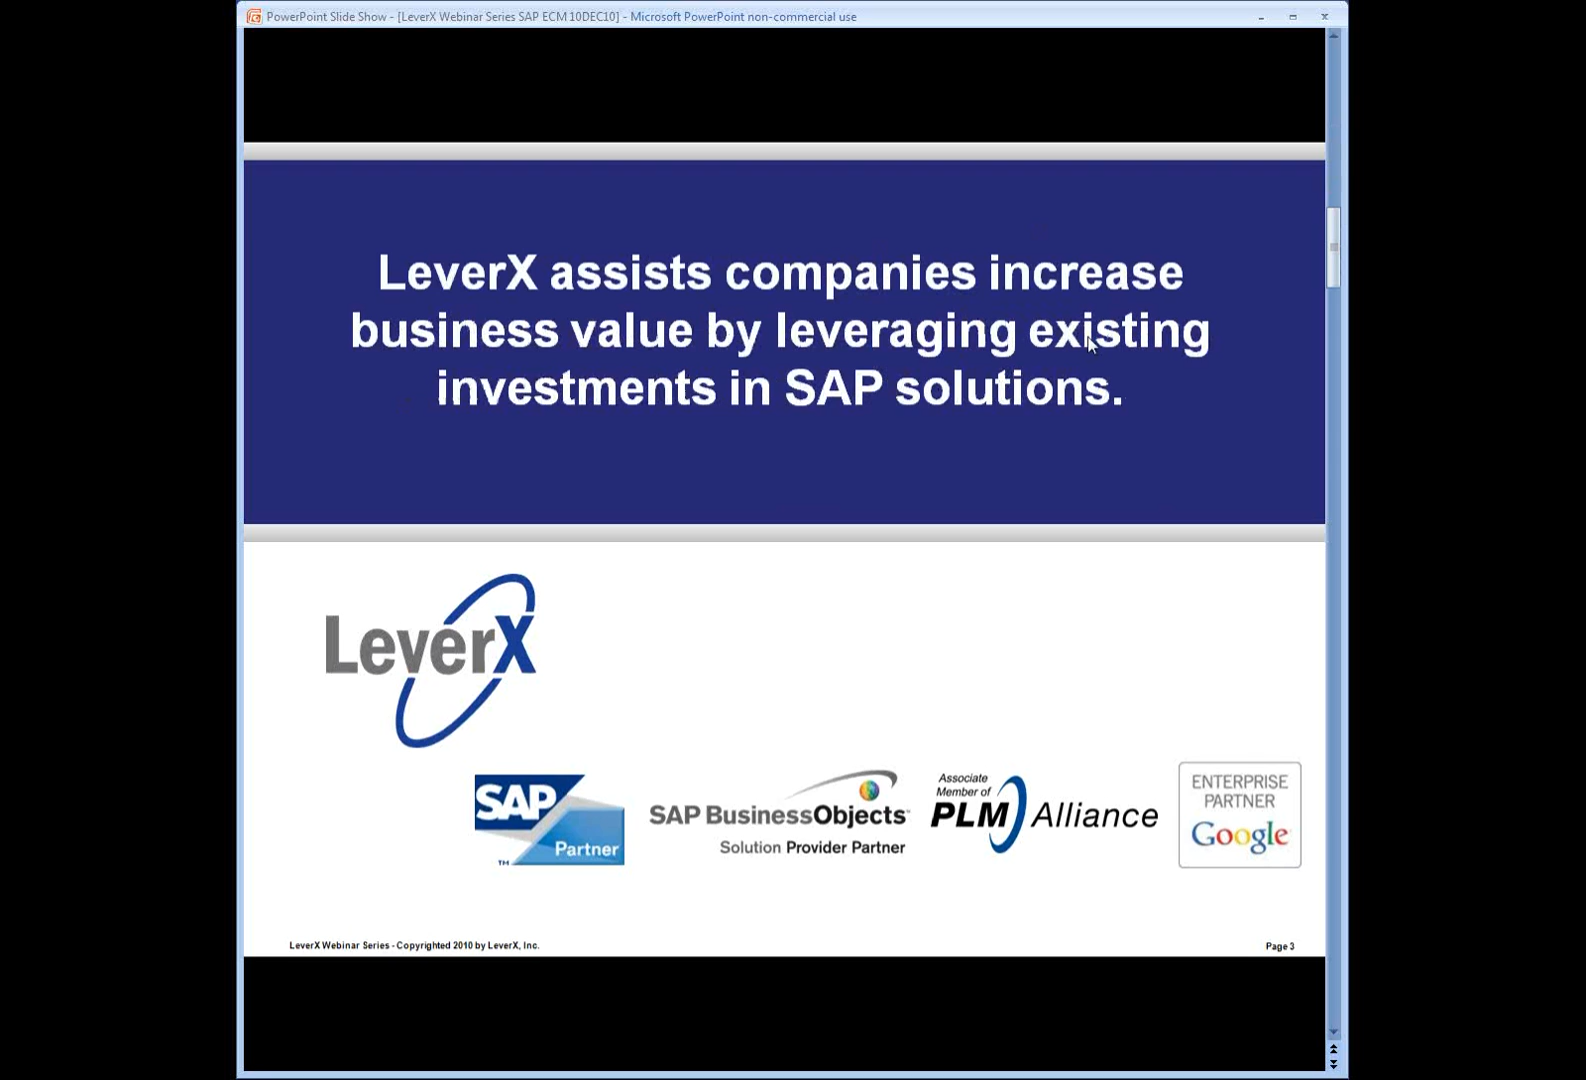 PowerPoint Slide Show - [LeverX Webinar Series SAP ECM 10DEC10] - Microsoft PowerPoint non-commercial use
LeverX assists companies increase
business value by leveraging existing
investments in SAP solutions.
LeverX
SAP
Partner
TM
SAP BusinessObjects
Solution Provider Partner
Associate
Member of
PLM Alliance
ENTERPRISE
PARTNER
Google
LeverX Webinar Series - Copyrighted 2010 by LeverX, Inc.
Page 3